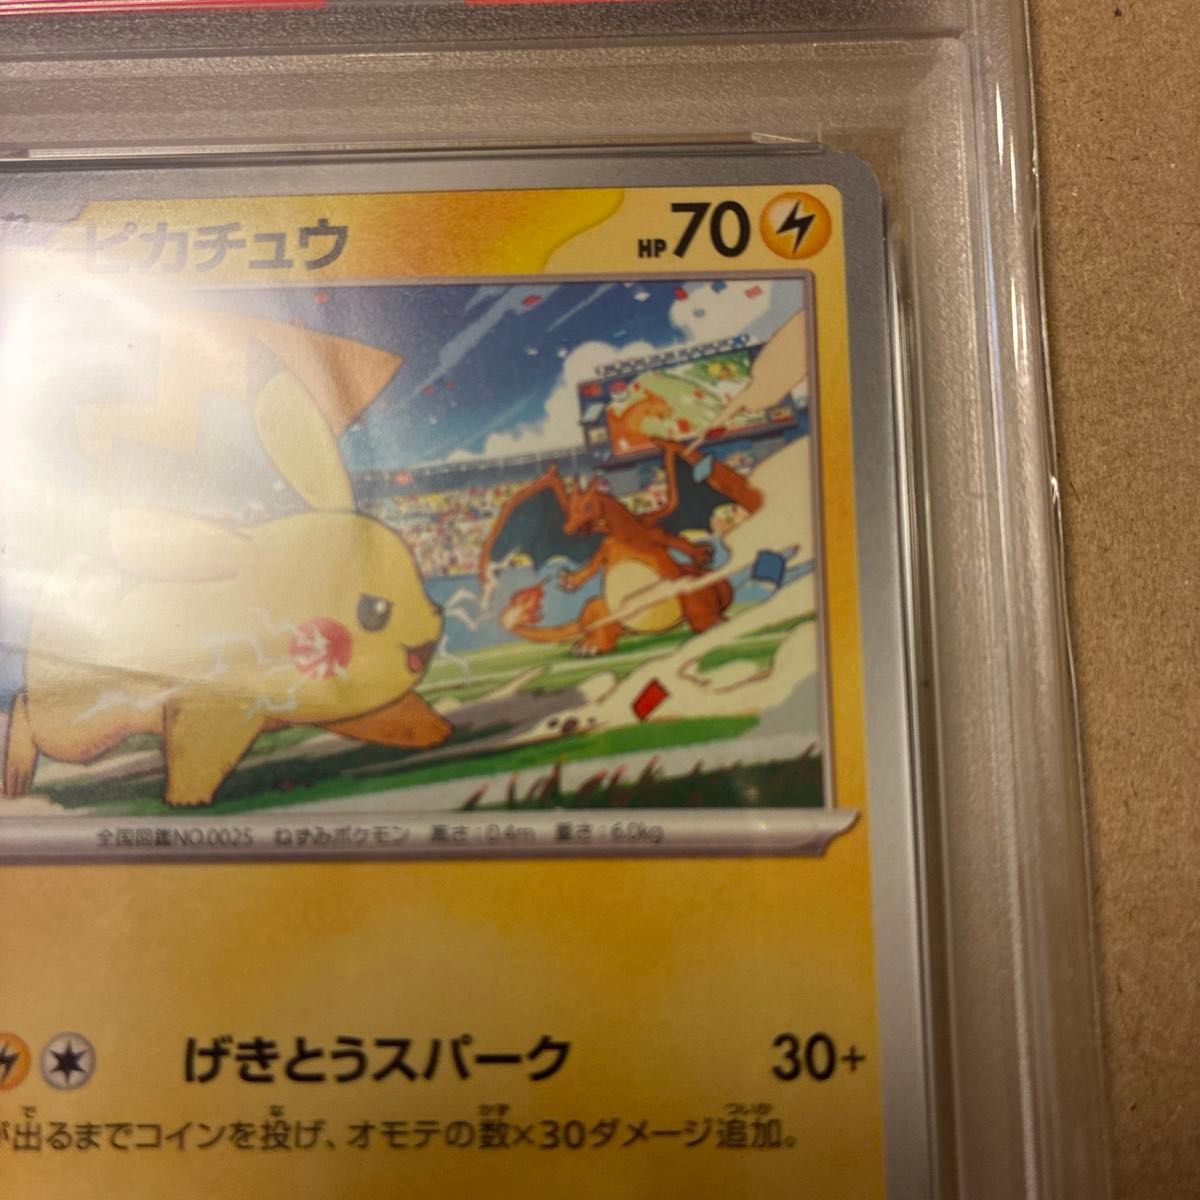 ピカチュウ HP 70
全国図鑑NO.0025 ねずみポケモン 高さ:0.4m 重さ:6.0kg
げきとうスパーク 30+
が出るまでコインを投げ、オモテの数×30ダメージ追加。